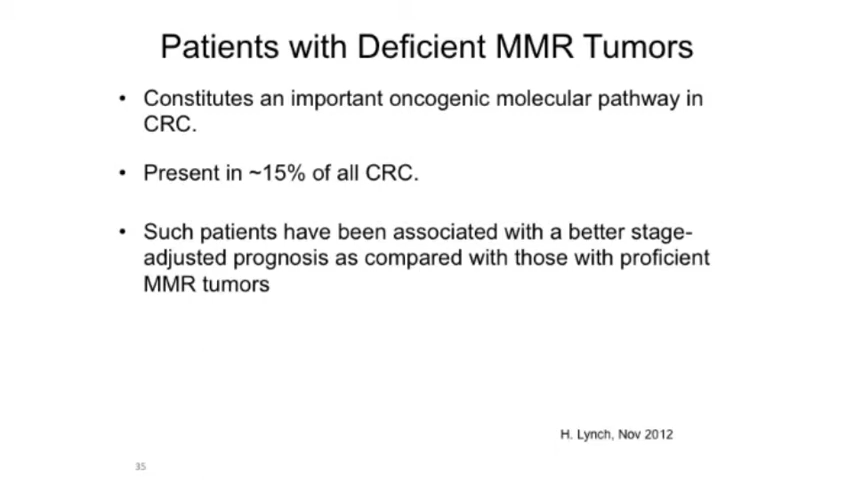 Patients with Deficient MMR Tumors
• Constitutes an important oncogenic molecular pathway in
CRC.
• Present in ~15% of all CRC.
• Such patients have been associated with a better stage-
adjusted prognosis as compared with those with proficient
MMR tumors
H. Lynch, Nov 2012
35